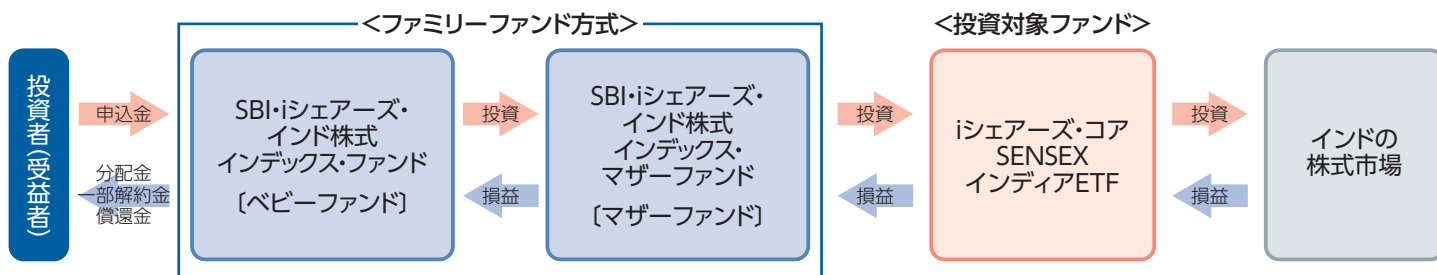 <ファミリーファンド方式>
<投資対象ファンド>
投資者(受益者)
申込金
分配金
一部解約金
償還金
SBI・iシェアーズ・
インド株式
インデックス・ファンド
〔ベビーファンド〕
投資
損益
SBI・iシェアーズ・
インド株式
インデックス・
マザーファンド
〔マザーファンド〕
投資
損益
iシェアーズ・コア
SENSEX
インディアETF
投資
損益
インドの
株式市場